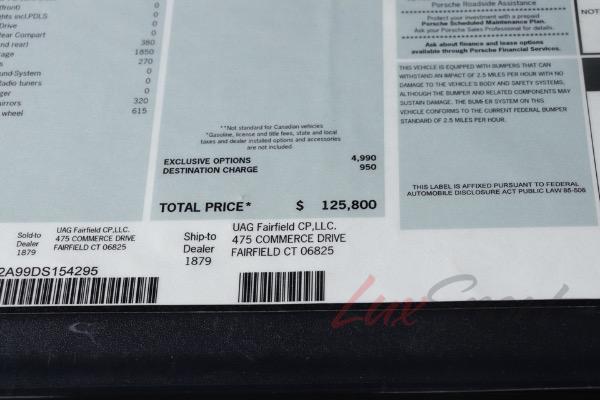 (front) 0
ghts incl.PDLS 0
Drive 0
Rear Compart 0
nd rear) 380
age 1850
s 270
ound-System 0
Radio tuners 0
ger 0
mirrors 320
wheel 615
**Not standard for Canadian vehicles
*Gasoline, license and title fees, state and local
taxes and dealer installed options and accessories
are not included.
EXCLUSIVE OPTIONS 4,990
DESTINATION CHARGE 950
TOTAL PRICE* $ 125,800
Porsche Roadside Assistance
Protect your investment with a prepaid
Porsche Scheduled Maintenance Plan.
Ask your Porsche Sales Professional for details.
Ask about finance and lease options
available through Porsche Financial Services.
THIS VEHICLE IS EQUIPPED WITH BUMPERS THAT CAN
WITHSTAND AN IMPACT OF 2.5 MILES PER HOUR WITH NO
DAMAGE TO THE VEHICLE'S BODY AND SAFETY SYSTEMS,
ALTHOUGH THE BUMPER AND RELATED COMPONENTS MAY
SUSTAIN DAMAGE. THE BUMPER SYSTEM ON THIS
VEHICLE CONFORMS TO THE CURRENT FEDERAL BUMPER
STANDARD OF 2.5 MILES PER HOUR.
THIS LABEL IS AFFIXED PURSUANT TO FEDERAL
AUTOMOBILE DISCLOSURE ACT PUBLIC LAW 85-506
NOT
Sold-to
Dealer
1879
UAG Fairfield CP,LLC.
475 COMMERCE DRIVE
FAIRFIELD CT 06825
Ship-to
Dealer
1879
UAG Fairfield CP,LLC.
475 COMMERCE DRIVE
FAIRFIELD CT 06825
2A99DS154295